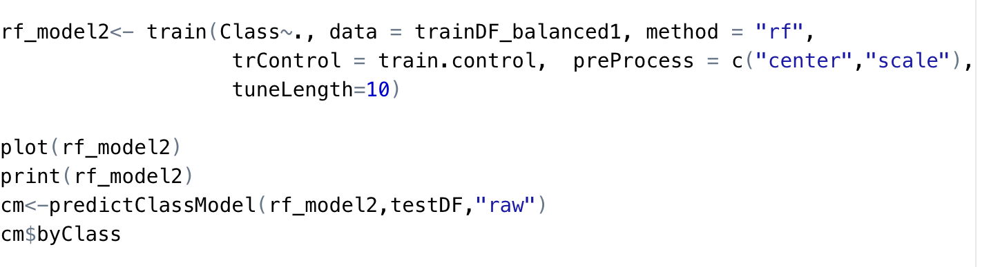 rf_model2<- train(Class~., data = trainDF_balanced1, method = "rf",
trControl = train.control,  preProcess = c("center","scale"),
tuneLength=10)
plot(rf_model2)
print(rf_model2)
cm<-predictClassModel(rf_model2,testDF,"raw")
cm$byClass